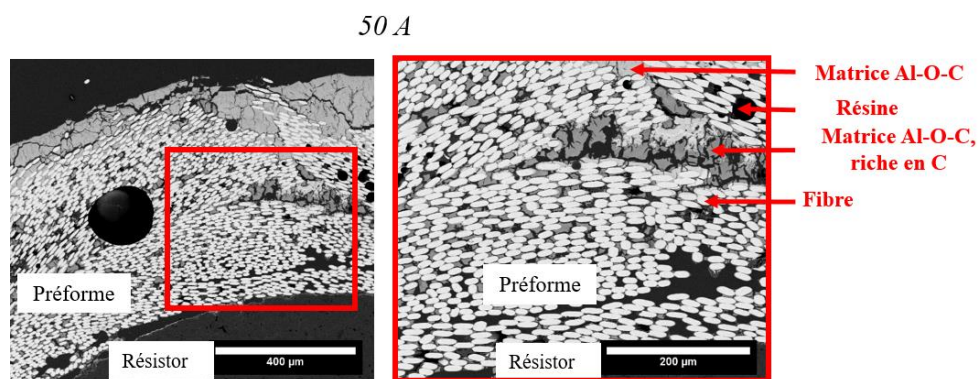 50 A
Préforme
Résistor
400 µm
Préforme
Résistor
200 µm
Matrice Al-O-C
Résine
Matrice Al-O-C,
riche en C
Fibre